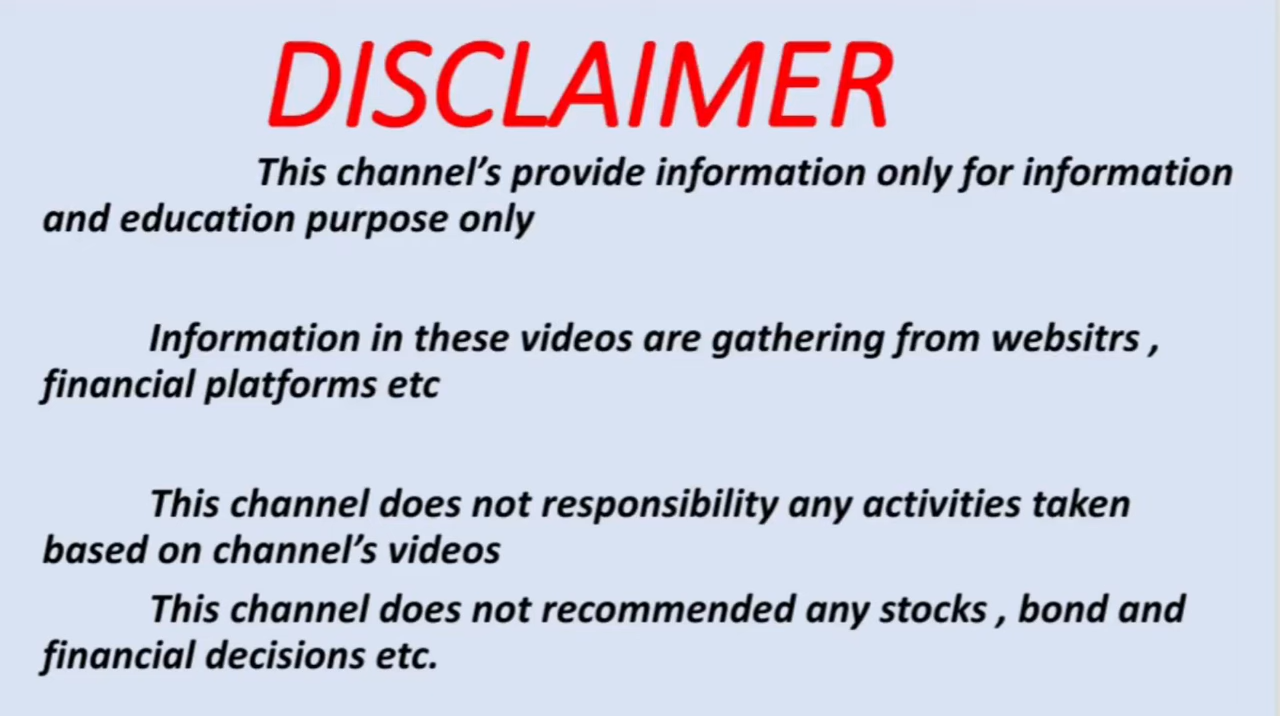 DISCLAIMER
This channel’s provide information only for information
and education purpose only
Information in these videos are gathering from websitrs ,
financial platforms etc
This channel does not responsibility any activities taken
based on channel’s videos
This channel does not recommended any stocks , bond and
financial decisions etc.